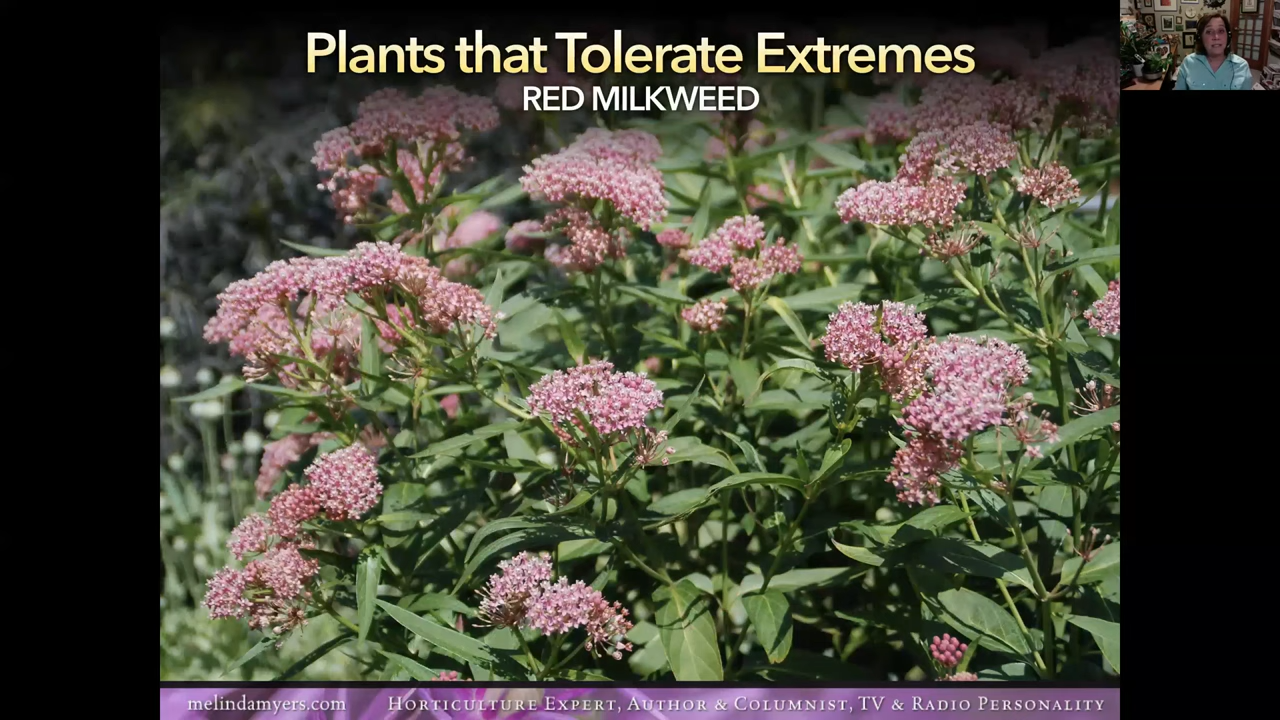 Plants that Tolerate Extremes
RED MILKWEED
melindamyers.com HORTICULTURE EXPERT, AUTHOR & COLUMNIST, TV & RADIO PERSONALITY